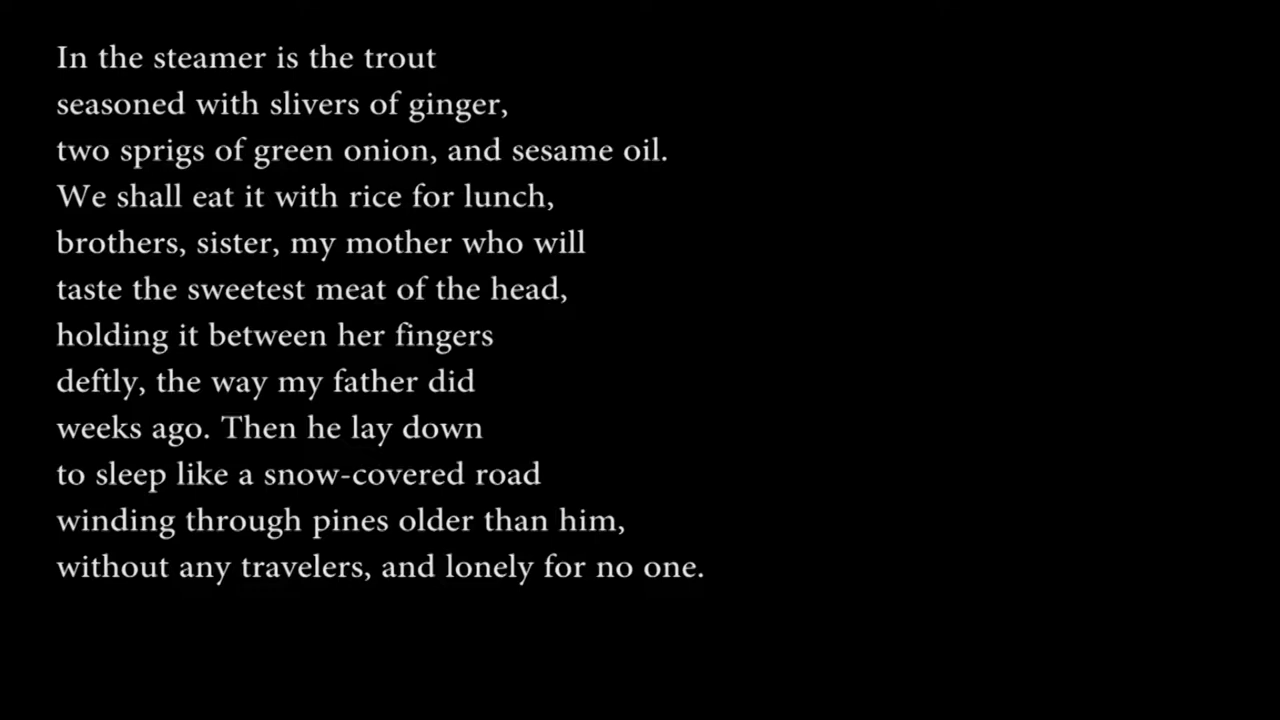 In the steamer is the trout
seasoned with slivers of ginger,
two sprigs of green onion, and sesame oil.
We shall eat it with rice for lunch,
brothers, sister, my mother who will
taste the sweetest meat of the head,
holding it between her fingers
deftly, the way my father did
weeks ago. Then he lay down
to sleep like a snow-covered road
winding through pines older than him,
without any travelers, and lonely for no one.